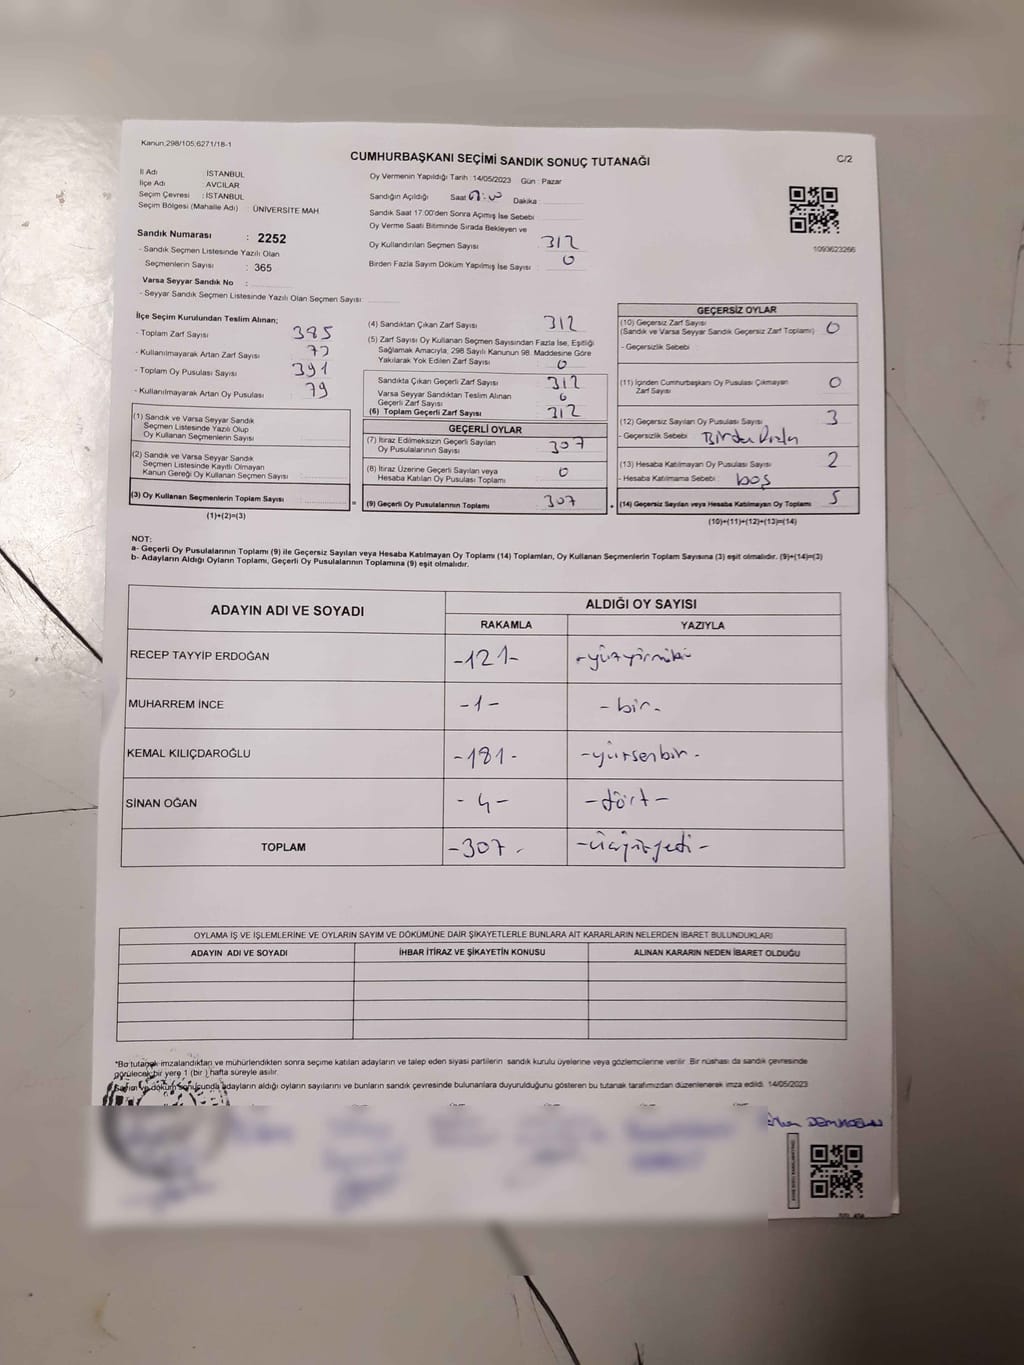 Kanun,298/105,6271/18-1
CUMHURBAŞKANI SEÇİMİ SANDIK SONUÇ TUTANAĞI
C/2
İl Adı : İSTANBUL
İlçe Adı : AVCILAR
Seçim Çevresi : İSTANBUL
Seçim Bölgesi (Mahalle Adı) : ÜNİVERSİTE MAH
Sandık Numarası : 2252
- Sandık Seçmen Listesinde Yazılı Olan
Seçmenlerin Sayısı : 365
Varsa Seyyar Sandık No :
- Seyyar Sandık Seçmen Listesinde Yazılı Olan Seçmen Sayısı:
Oy Vermenin Yapıldığı Tarih :14/05/2023 Gün : Pazar
Sandığın Açıldığı Saat Dakika :
Sandık Saat 17.00'den Sonra Açımış İse Sebebi
Oy Verme Saati Bitiminde Sırada Bekleyen ve
Oy Kullandırılan Seçmen Sayısı : 312
Birden Fazla Sayım Döküm Yapılmış İse Sayısı : 0
1093623266
İlçe Seçim Kurulundan Teslim Alınan;
- Toplam Zarf Sayısı 385
- Kullanılmayarak Artan Zarf Sayısı : 73
- Toplam Oy Pusulası Sayısı : 391
- Kullanılmayarak Artan Oy Pusulası : 79
(1) Sandık ve Varsa Seyyar Sandık
Seçmen Listesinde Yazılı Olup
Oy Kullanan Seçmenlerin Sayısı :
(2) Sandık ve Varsa Seyyar Sandık
Seçmen Listesinde Kayıtlı Olmayan
Kanun Gereği Oy Kullanan Seçmen Sayısı :
(3) Oy Kullanan Seçmenlerin Toplam Sayısı :
(1)+(2)=(3)
(4) Sandıktan Çıkan Zarf Sayısı : 312
(5) Zarf Sayısı Oy Kullanan Seçmen Sayısından Fazla İse, Eşitliği
Sağlamak Amacıyla, 298 Sayılı Kanunun 98. Maddesine Göre
Yakılarak Yok Edilen Zarf Sayısı : 0
Sandıkta Çıkan Geçerli Zarf Sayısı : 312
Varsa Seyyar Sandıktan Teslim Alınan
Geçerli Zarf Sayısı : 0
(6) Toplam Geçerli Zarf Sayısı : 312
GEÇERLİ OYLAR
(7) İtiraz Edilmeksizin Geçerli Sayılan
Oy Pusulasının Sayısı : 307
(8) İtiraz Üzerine Geçerli Sayılan veya
Hesaba Katılan Oy Pusulası Toplamı : 0
(9) Geçerli Oy Pusulalarının Toplamı : 307
GEÇERSİZ OYLAR
(10) Geçersiz Zarf Sayısı
(Sandık ve Varsa Seyyar Sandık Geçersiz Zarf Toplamı) : 0
- Geçersizlik Sebebi :
(11) İçinden Cumhurbaşkanı Oy Pusulası Çıkmayan
Zarf Sayısı : 0
(12) Geçersiz Sayılan Oy Pusulası Sayısı : 3
- Geçersizlik Sebebi :
(13) Hesaba Katılmayan Oy Pusulası Sayısı : 2
- Hesaba Katılmama Sebebi : boş
(14) Geçersiz Sayılan veya Hesaba Katılmayan Oy Toplamı : 5
(10)+(11)+(12)+(13)=(14)
NOT:
a- Geçerli Oy Pusulalarının Toplamı (9) ile Geçersiz Sayılan veya Hesaba Katılmayan Oy Toplamı (14) Toplamları, Oy Kullanan Seçmenlerin Toplam Sayısına (3) eşit olmalıdır. (9)+(14)=(3)
b- Adayların Aldığı Oyların Toplamı, Geçerli Oy Pusulalarının Toplamına (9) eşit olmalıdır.
ADAYIN ADI VE SOYADI ALDIĞI OY SAYISI
RAKAMLA YAZIYLA
RECEP TAYYİP ERDOĞAN -121-
MUHARREM İNCE -1- -bir-
KEMAL KILIÇDAROĞLU -181- -yüzseksenbir-
SİNAN OĞAN -4- -dört-
TOPLAM -307- -üçyüzyedi-
OYLAMA İŞ VE İŞLEMLERİNE VE OYLARIN SAYIM VE DÖKÜMÜNE DAİR ŞİKAYETLERLE BUNLARA AİT KARARLARIN NELERDEN İBARET BULUNDUKLARI
ADAYIN ADI VE SOYADI İHBAR İTİRAZ VE ŞİKAYETİN KONUSU ALINAN KARARIN NEDEN İBARET OLDUĞU
*Bu tutanak imzalandıktan ve mühürlendikten sonra seçime katılan adayların ve talep eden siyasi partilerin sandık kurulu üyelerine veya gözlemcilerine verilir. Bir nüshası da sandık çevresinde
görülecek bir yere 1 (bir ) hafta süreyle asılır.
Sayım ve döküm sonucunda adayların aldığı oyların sayılarını ve bunların sandık çevresinde bulunanlara duyurulduğunu gösteren bu tutanak tarafımızdan düzenlenerek imza edildi. 14/05/2023